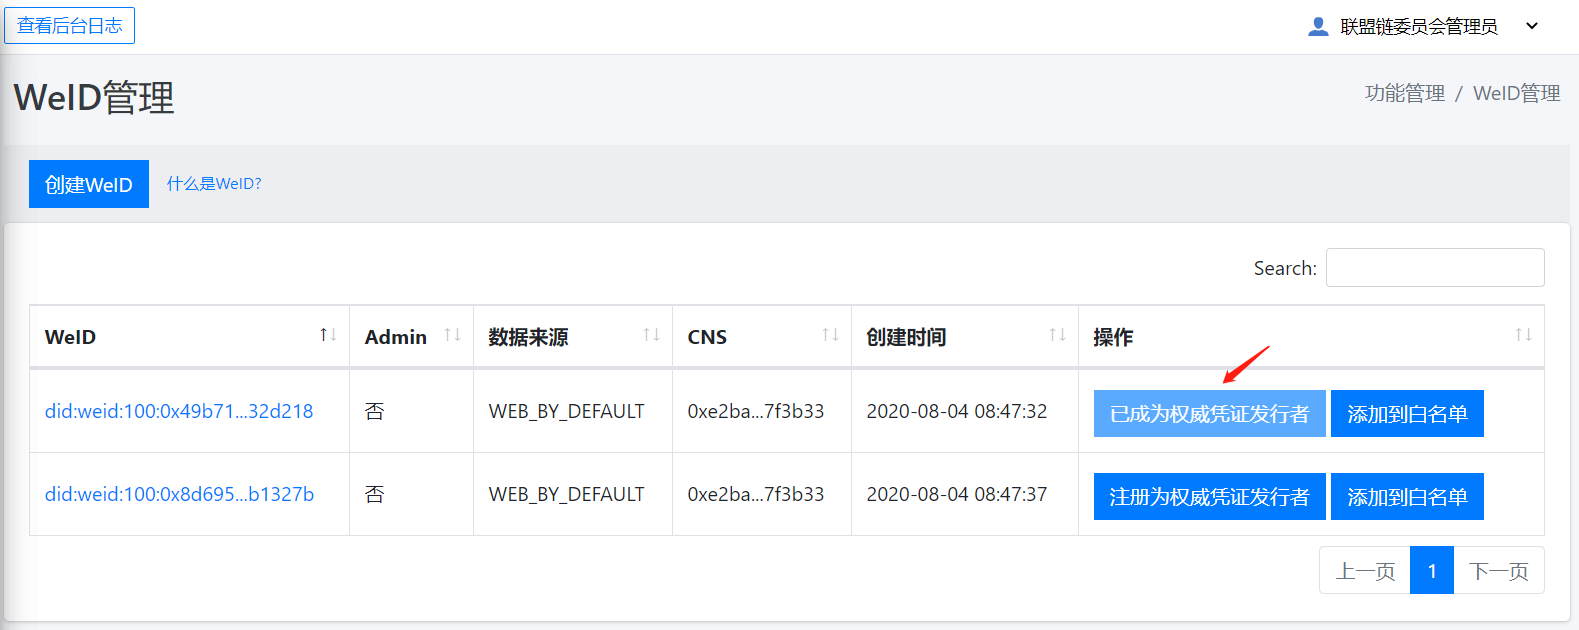 查看后台日志
联盟链委员会管理员
WeID管理
功能管理 / WeID管理
创建WeID 什么是WeID?
Search:
WeID Admin 数据来源 CNS 创建时间 操作
did:weid:100:0x49b71...32d218 否 WEB_BY_DEFAULT 0xe2ba...7f3b33 2020-08-04 08:47:32 已成为权威凭证发行者 添加到白名单
did:weid:100:0x8d695...b1327b 否 WEB_BY_DEFAULT 0xe2ba...7f3b33 2020-08-04 08:47:37 注册为权威凭证发行者 添加到白名单
上一页 1 下一页